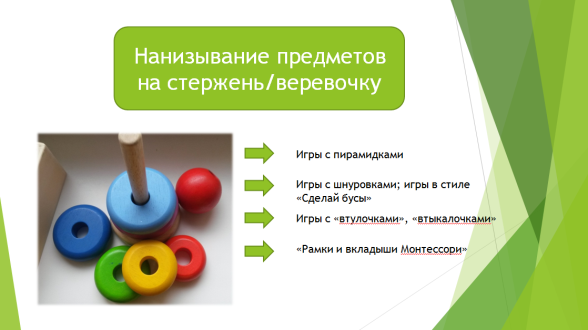 Нанизывание предметов
на стержень/веревочку
Игры с пирамидками
Игры с шнуровками; игры в стиле
«Сделай бусы»
Игры с «втулочками», «втыкалочками»
«Рамки и вкладыши Монтессори»